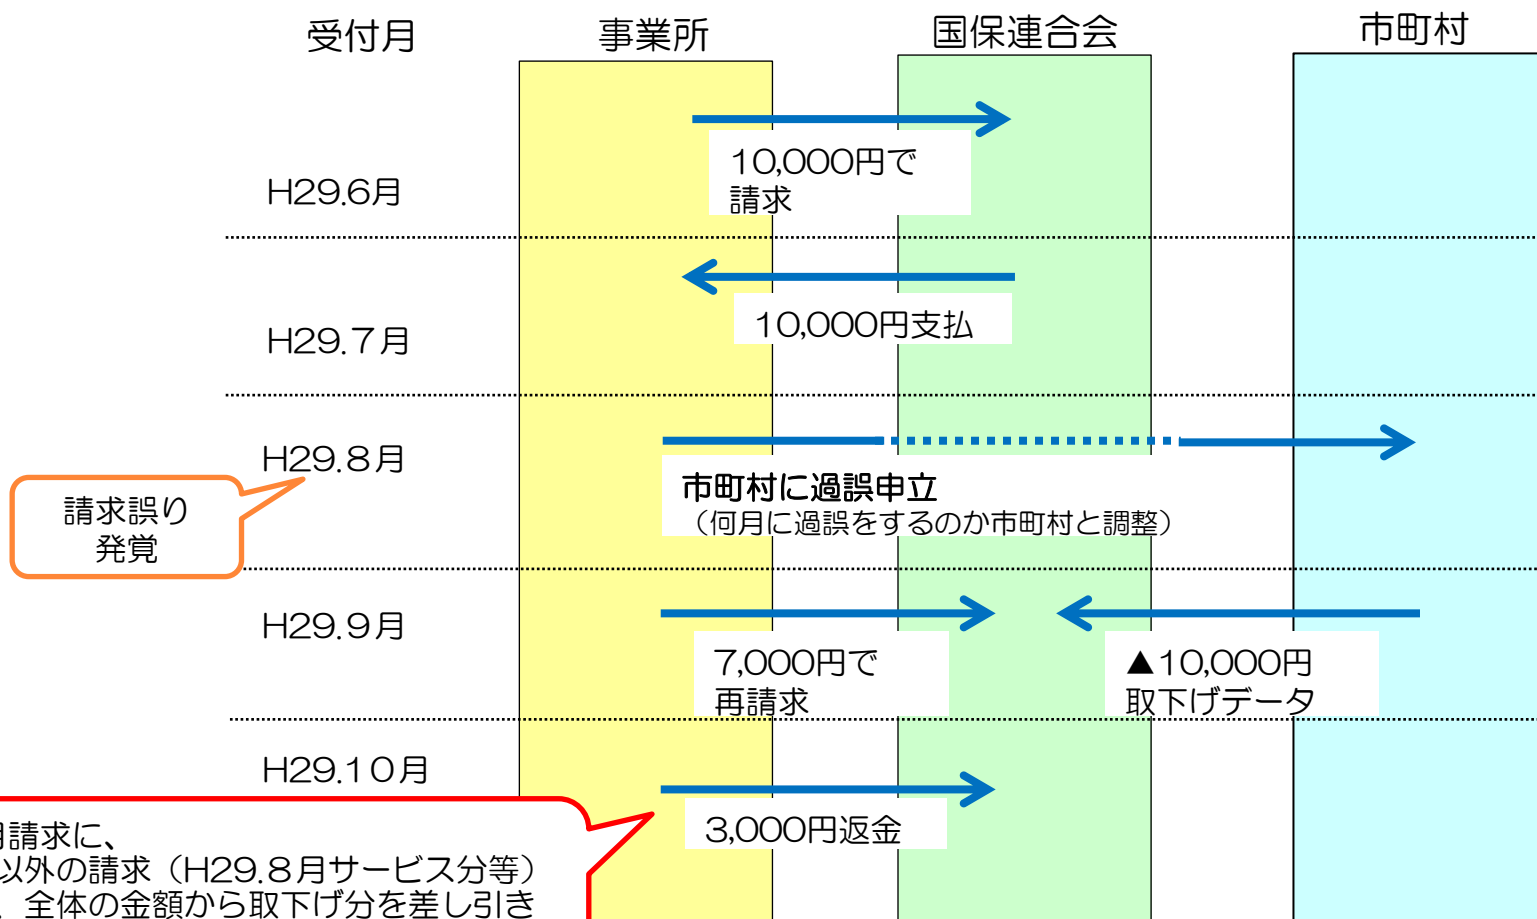 受付月
事業所
国保連合会
市町村
H29.6月
10,000円で
請求
H29.7月
10,000円支払
H29.8月
請求誤り
発覚
市町村に過誤申立
（何月に過誤をするのか市町村と調整）
H29.9月
7,000円で
再請求
▲10,000円
取下げデータ
H29.10月
3,000円返金
月請求に、
以外の請求（H29.8月サービス分等）
、全体の金額から取下げ分を差し引き